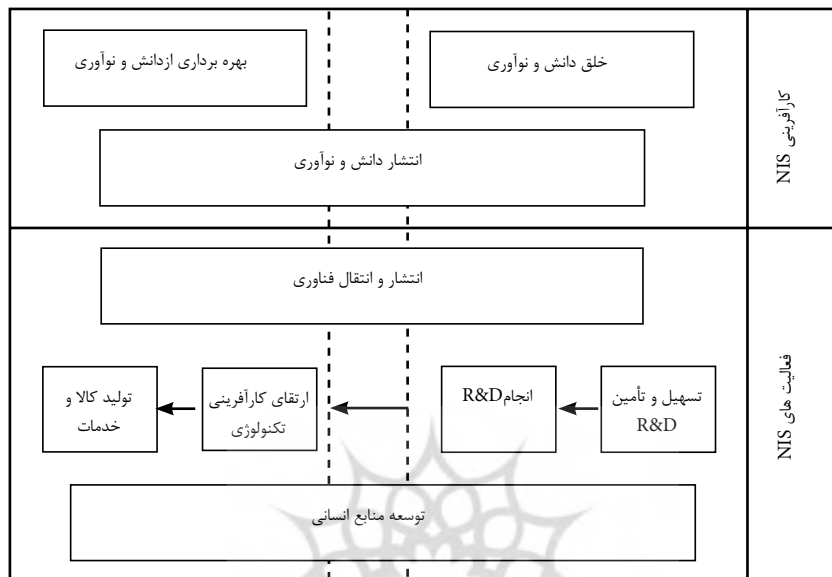 خلق دانش و نوآوری
بهره برداری ازدانش و نوآوری
انتشار دانش و نوآوری
کارآفرینی NIS
انتشار و انتقال فناوری
تسهیل و تأمین
R&D
انجامR&D
ارتقای کارآفرینی
تکنولوژی
تولید کالا و
خدمات
توسعه منابع انسانی
فعالیت های NIS